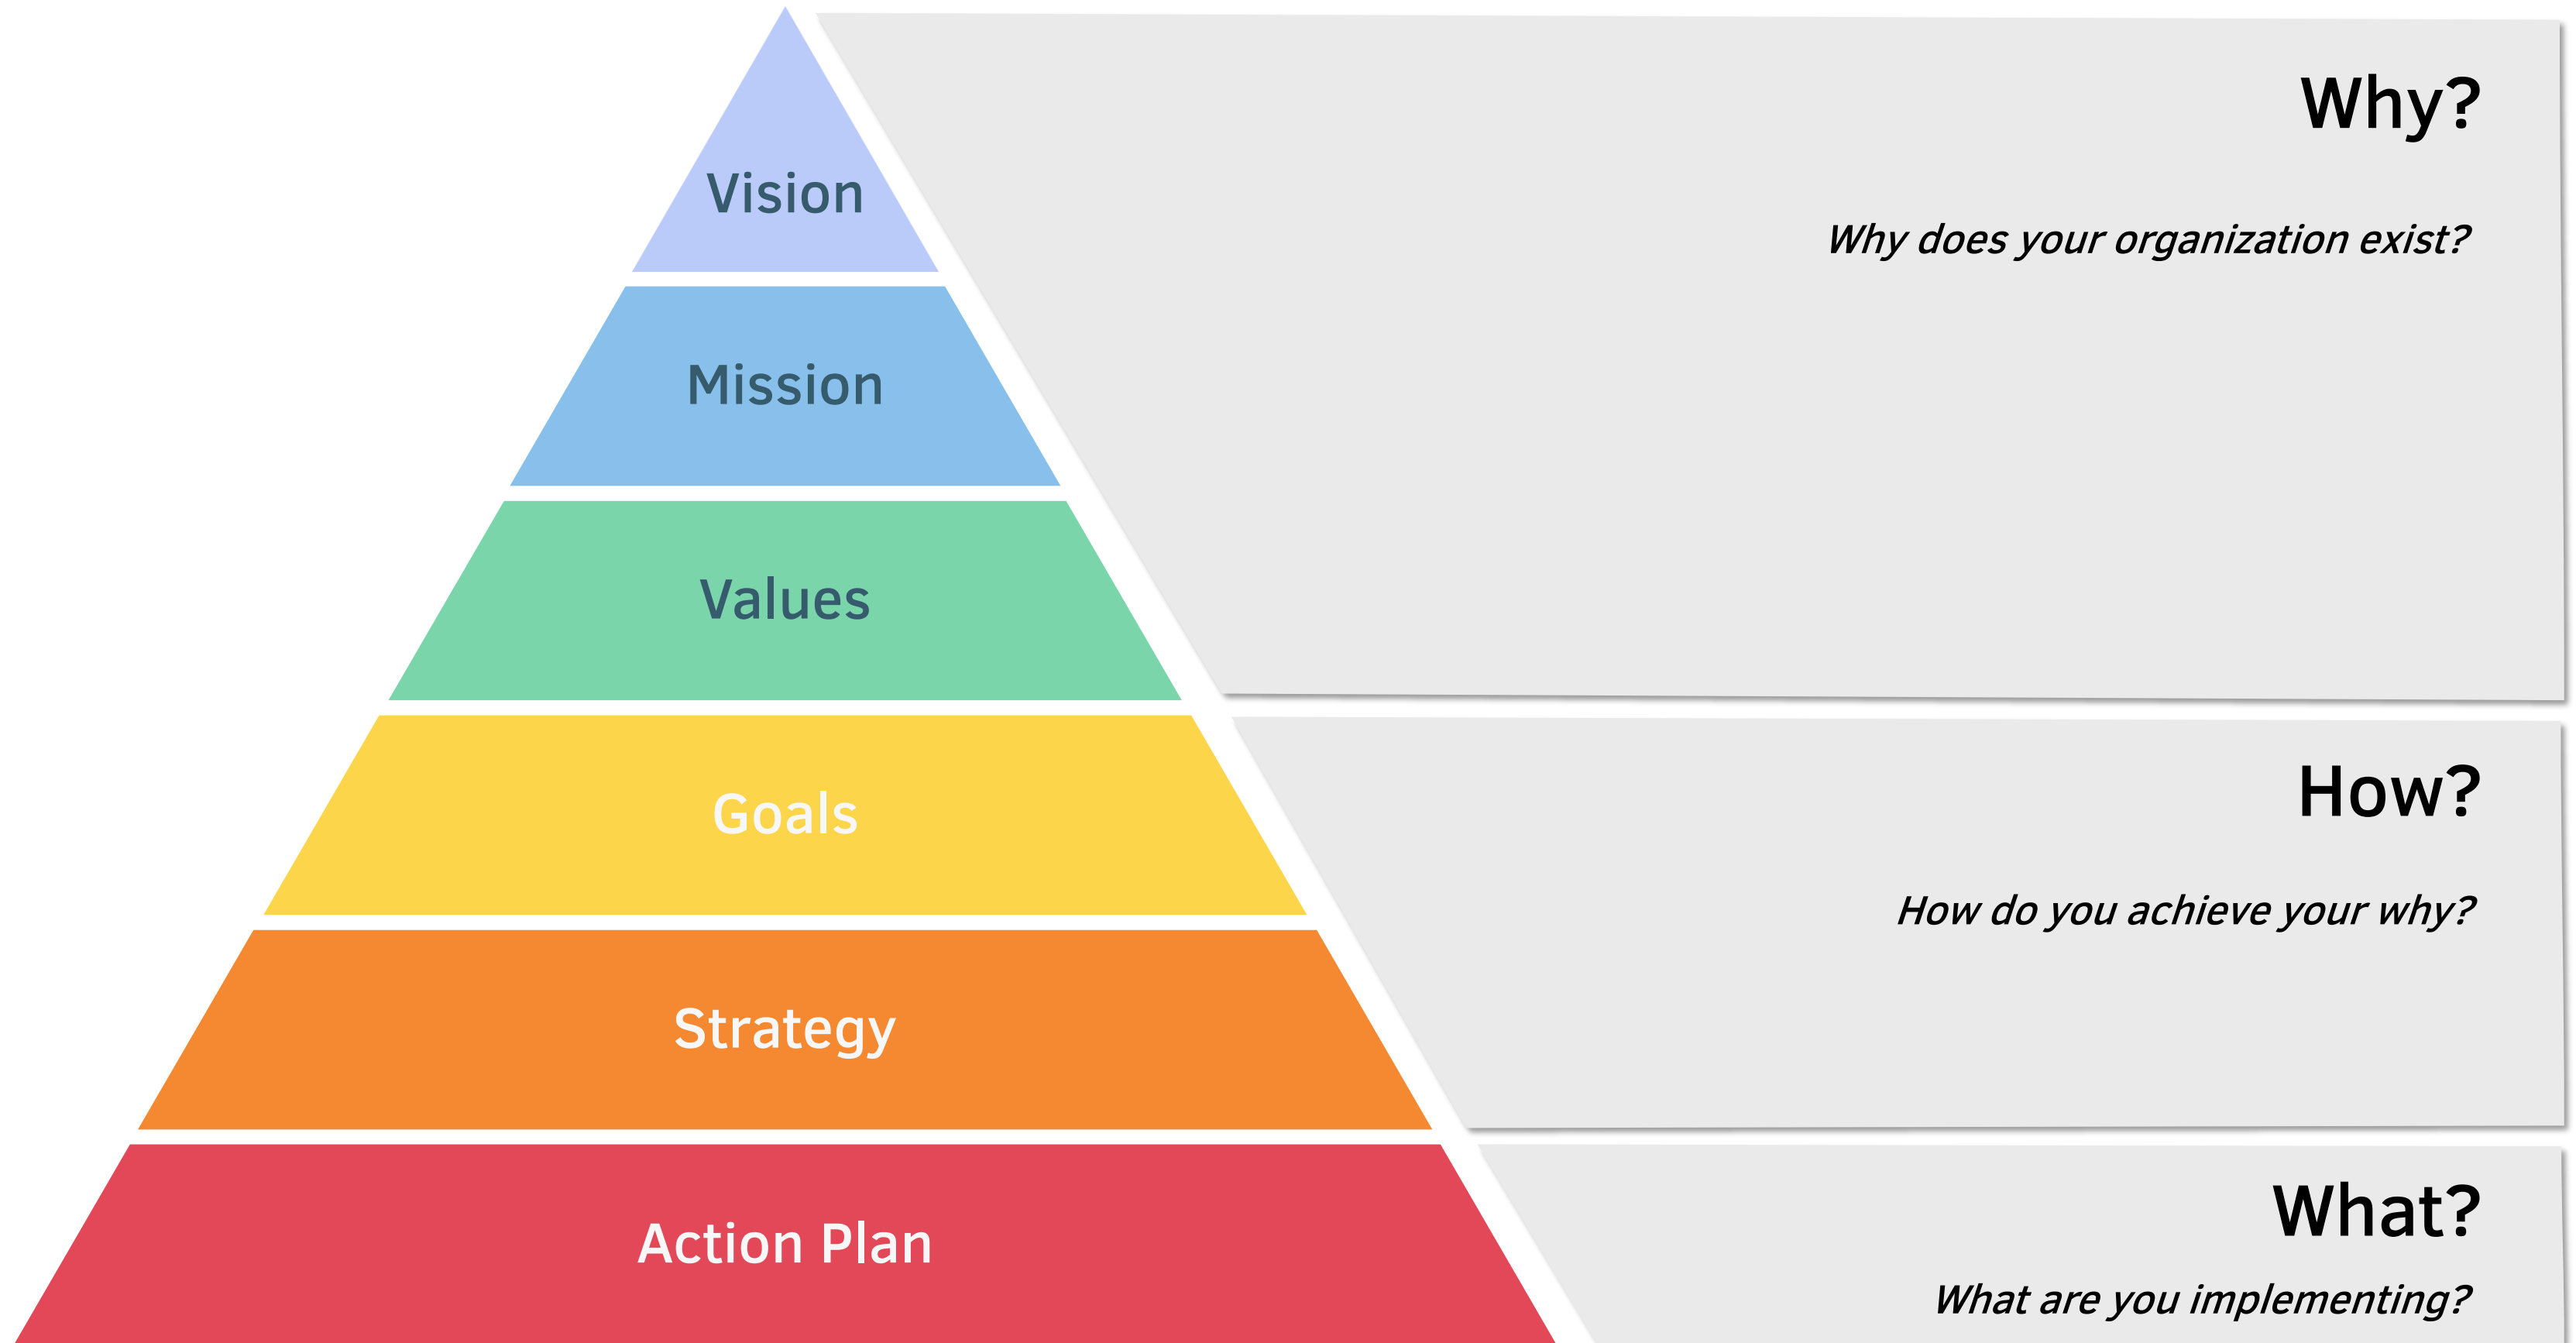 Vision
Mission
Values
Goals
Strategy
Action Plan
Why?
Why does your organization exist?
How?
How do you achieve your why?
What?
What are you implementing?